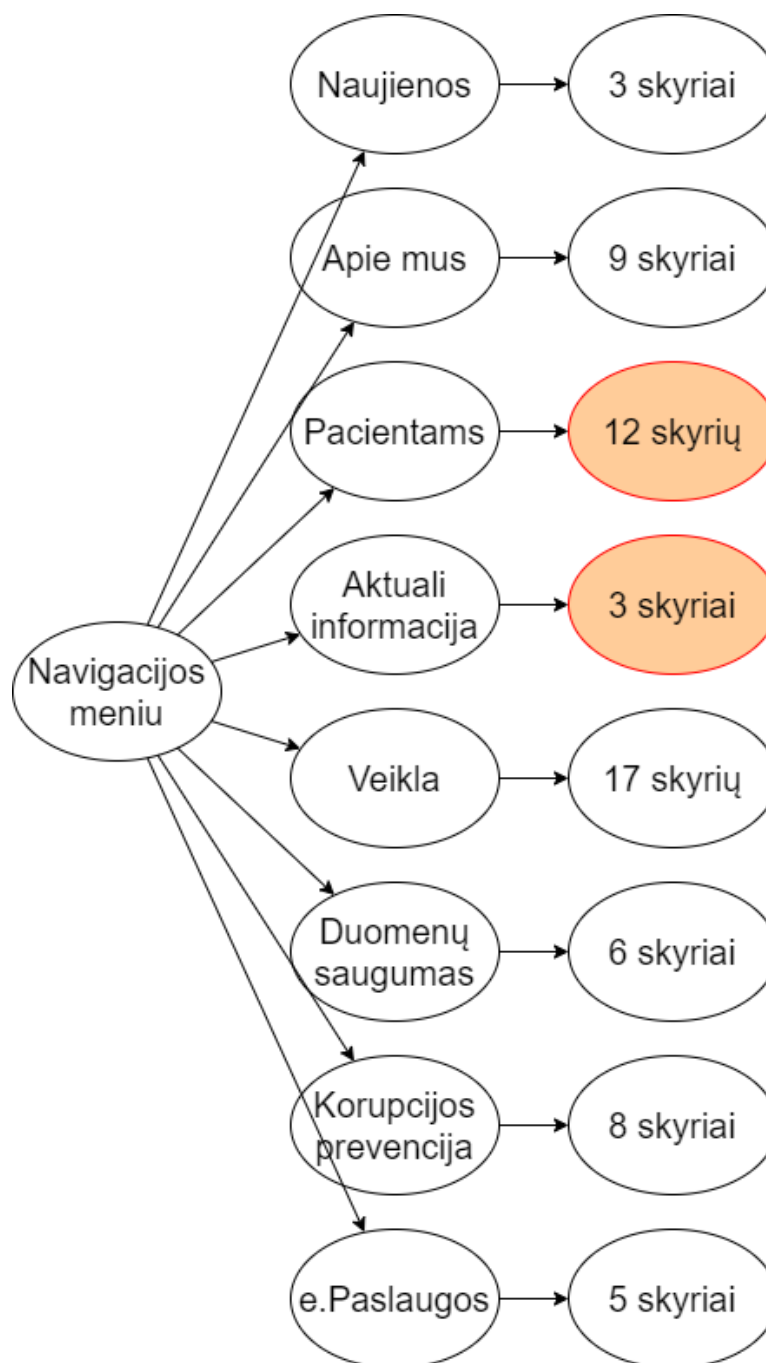 Naujienos
3 skyriai
Apie mus
9 skyriai
Pacientams
12 skyrių
Aktuali
informacija
3 skyriai
Navigacijos
meniu
Veikla
17 skyrių
Duomenų
saugumas
6 skyriai
Korupcijos
prevencija
8 skyriai
e.Paslaugos
5 skyriai